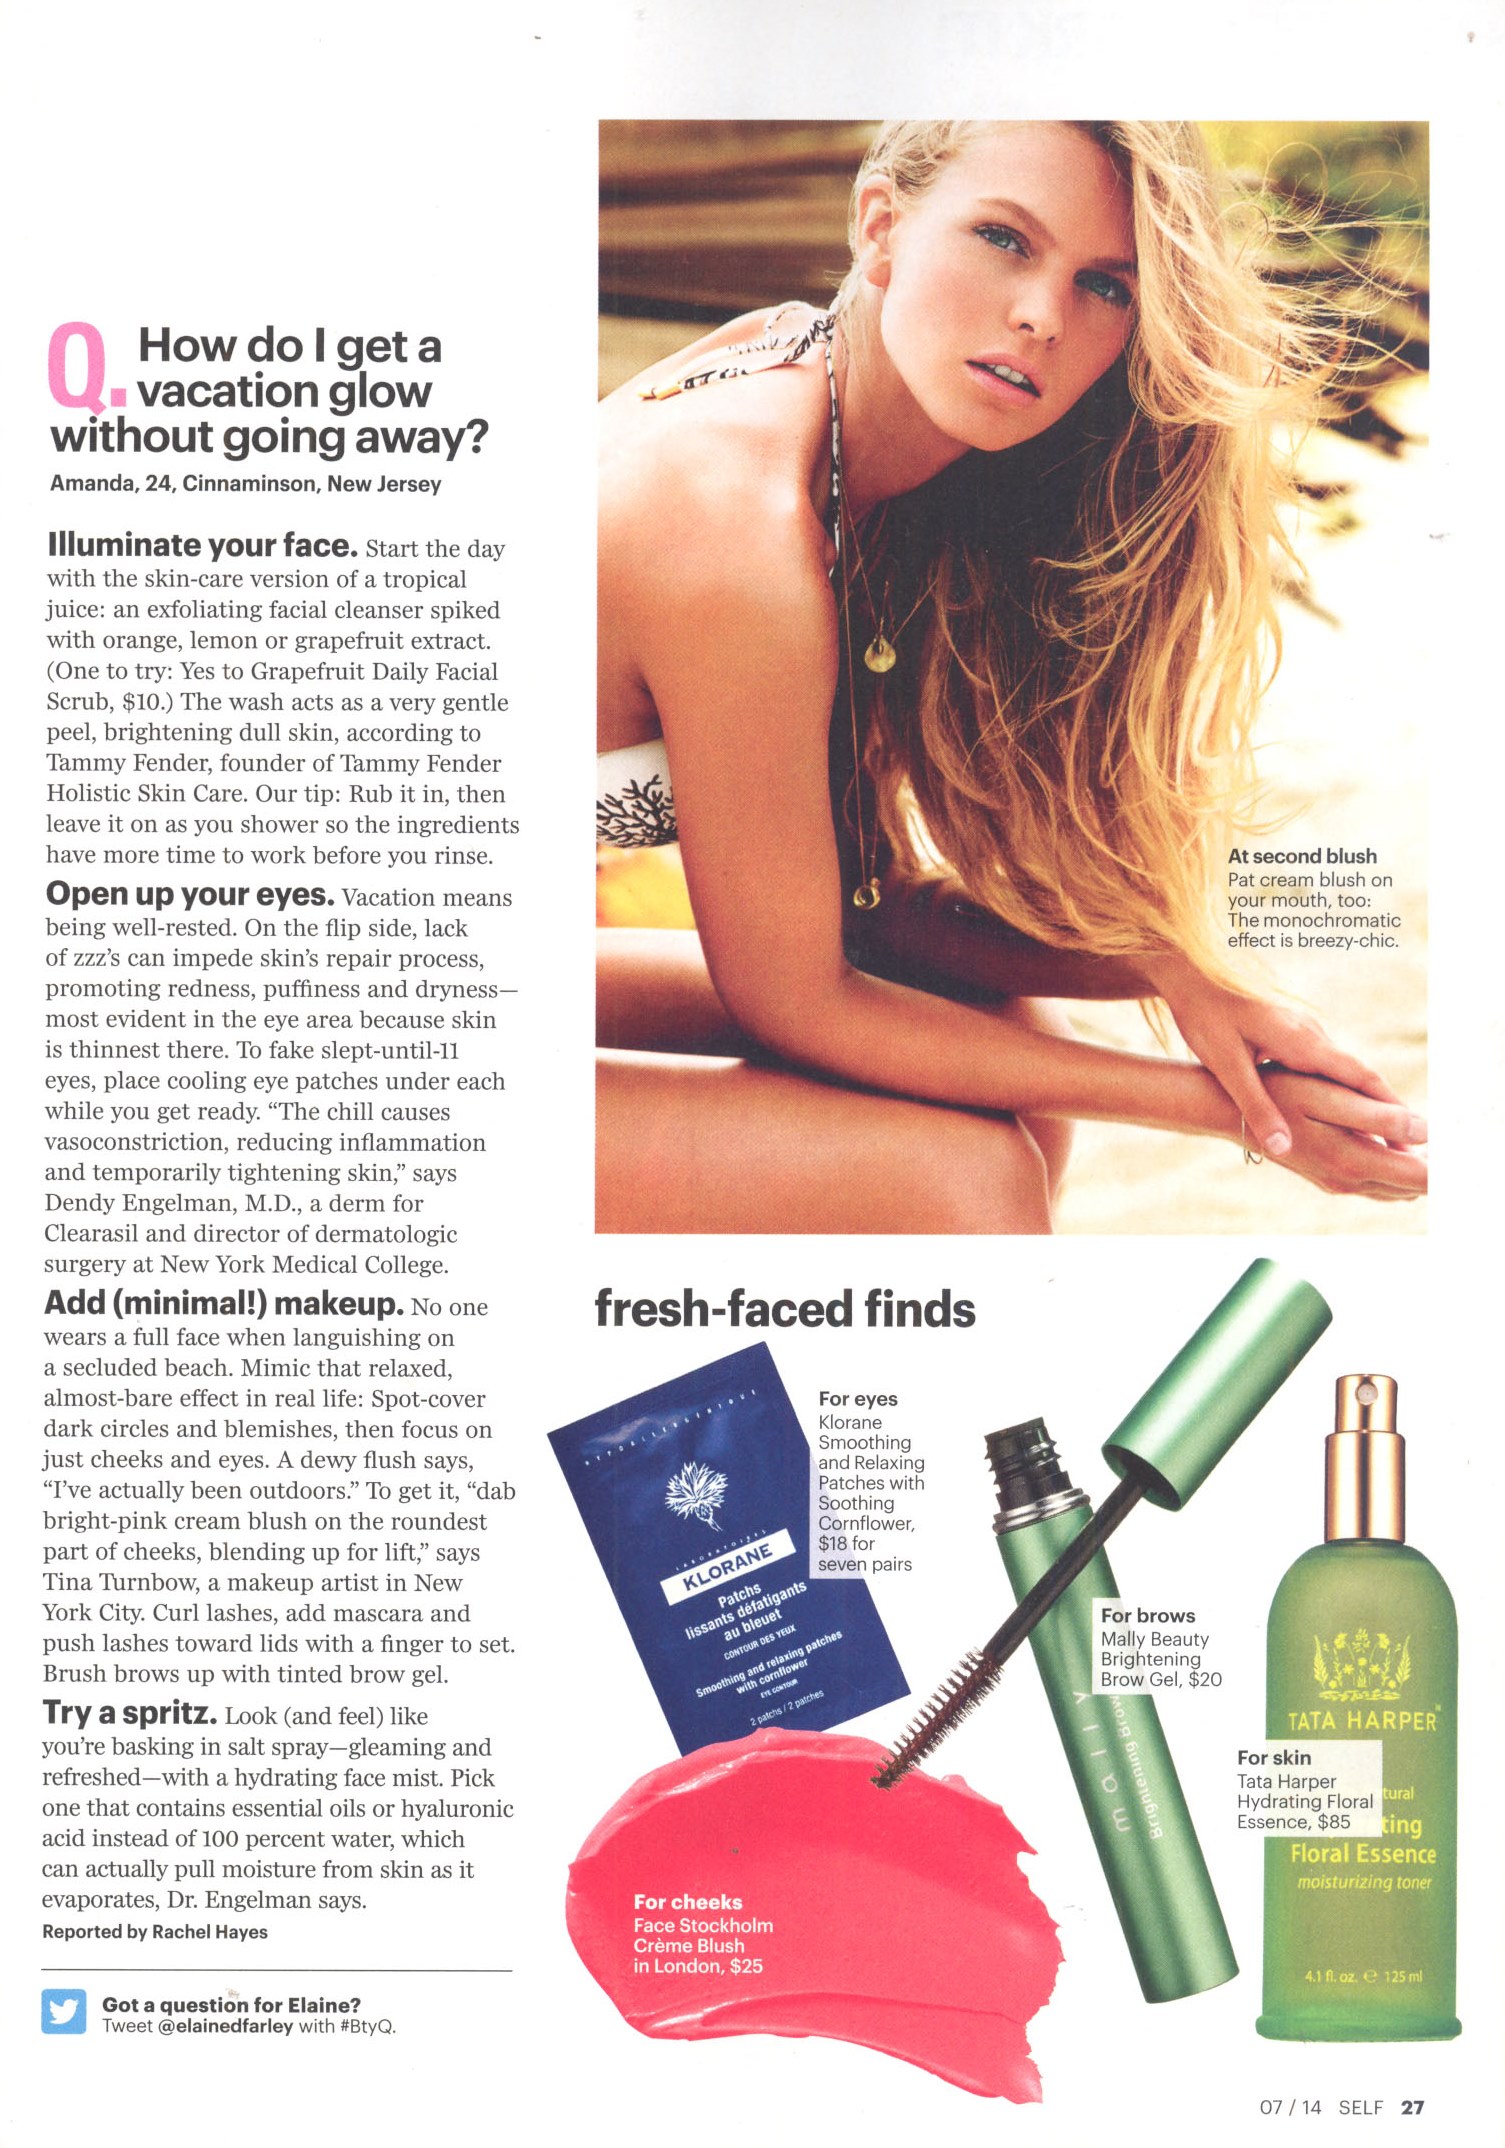 Q. How do I get a
vacation glow
without going away?
Amanda, 24, Cinnaminson, New Jersey
Illuminate your face. Start the day
with the skin-care version of a tropical
juice: an exfoliating facial cleanser spiked
with orange, lemon or grapefruit extract.
(One to try: Yes to Grapefruit Daily Facial
Scrub, $10.) The wash acts as a very gentle
peel, brightening dull skin, according to
Tammy Fender, founder of Tammy Fender
Holistic Skin Care. Our tip: Rub it in, then
leave it on as you shower so the ingredients
have more time to work before you rinse.
Open up your eyes. Vacation means
being well-rested. On the flip side, lack
of zzz's can impede skin's repair process,
promoting redness, puffiness and dryness—
most evident in the eye area because skin
is thinnest there. To fake slept-until-11
eyes, place cooling eye patches under each
while you get ready. “The chill causes
vasoconstriction, reducing inflammation
and temporarily tightening skin,” says
Dendy Engelman, M.D., a derm for
Clearasil and director of dermatologic
surgery at New York Medical College.
Add (minimal!) makeup. No one
wears a full face when languishing on
a secluded beach. Mimic that relaxed,
almost-bare effect in real life: Spot-cover
dark circles and blemishes, then focus on
just cheeks and eyes. A dewy flush says,
“I've actually been outdoors.” To get it, “dab
bright-pink cream blush on the roundest
part of cheeks, blending up for lift,” says
Tina Turnbow, a makeup artist in New
York City. Curl lashes, add mascara and
push lashes toward lids with a finger to set.
Brush brows up with tinted brow gel.
Try a spritz. Look (and feel) like
you're basking in salt spray—gleaming and
refreshed—with a hydrating face mist. Pick
one that contains essential oils or hyaluronic
acid instead of 100 percent water, which
can actually pull moisture from skin as it
evaporates, Dr. Engelman says.
Reported by Rachel Hayes
Got a question for Elaine?
Tweet @elainedfarley with #BtyQ.
At second blush
Pat cream blush on
your mouth, too:
The monochromatic
effect is breezy-chic.
fresh-faced finds
For eyes
Klorane
Smoothing
and Relaxing
Patches with
Soothing
Cornflower,
$18 for
seven pairs
HYPOALLERGENIQUE
LABORATOIRES
KLORANE
Patchs
lissants défatigants
au bleuet
CONTOUR DES YEUX
Smoothing and relaxing patches
with cornflower
EYE CONTOUR
2 patchs / 2 patches
For brows
Mally Beauty
Brightening
Brow Gel, $20
mally
Brightening Brow
For skin
Tata Harper
Hydrating Floral
Essence, $85
TATA HARPER
tural
ting
Floral Essence
moisturizing toner
4.1 fl. oz. e 125 ml
For cheeks
Face Stockholm
Crème Blush
in London, $25
07 / 14 SELF 27